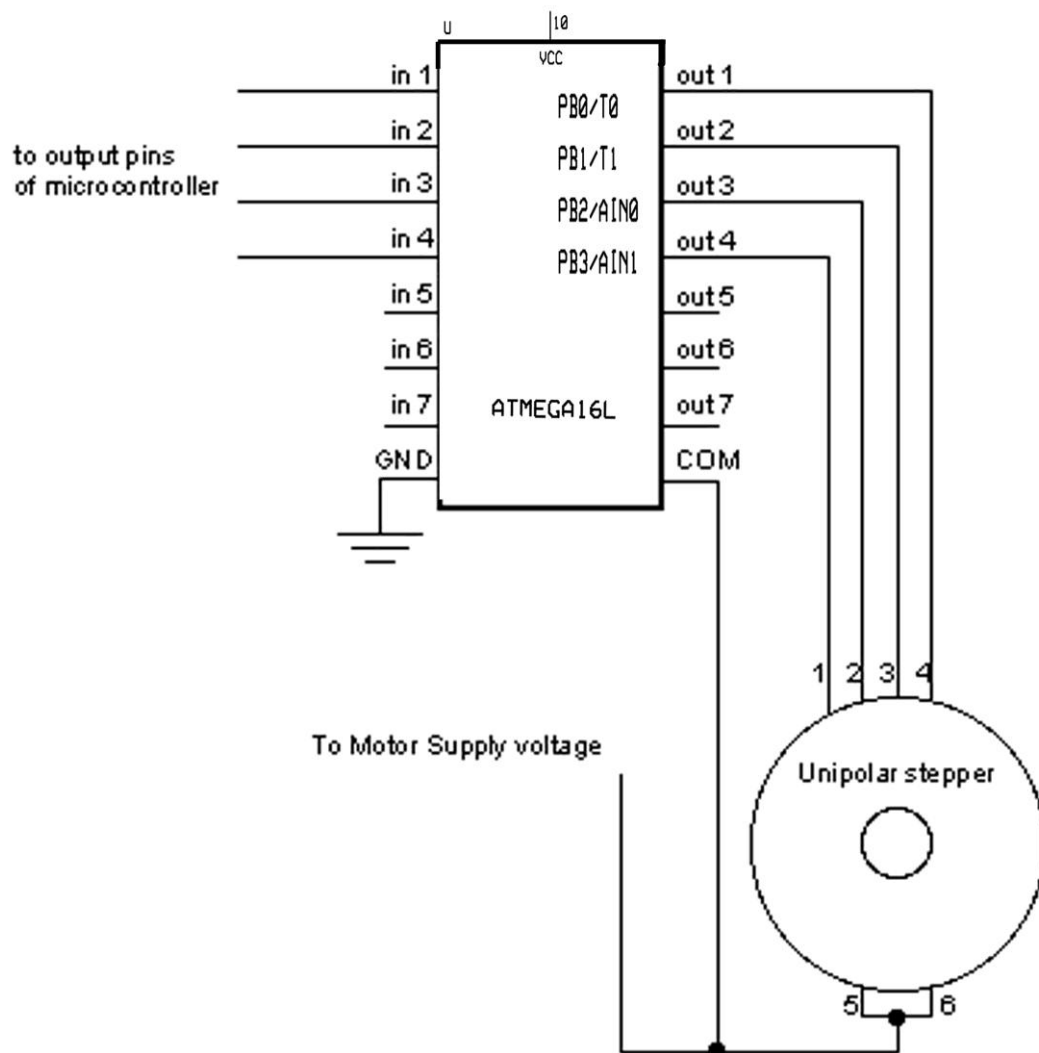 U
10
VCC
in 1
out 1
PB0/T0
in 2
out 2
to output pins
of microcontroller
PB1/T1
in 3
out 3
PB2/AIN0
in 4
out 4
PB3/AIN1
in 5
out 5
in 6
out 6
in 7
ATMEGA16L
out 7
GND
COM
1
2
3
4
To Motor Supply voltage
Unipolar stepper
5
6